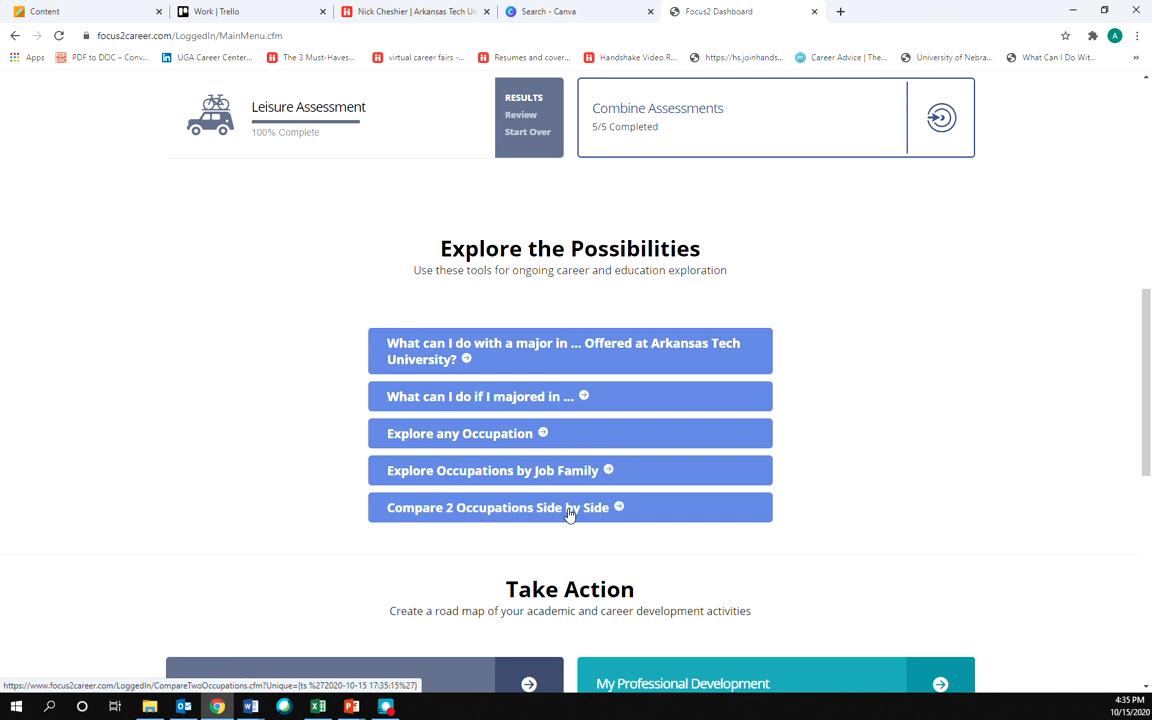 Content
Work | Trello
Nick Cheshier | Arkansas Tech Un
Search - Canva
Focus2 Dashboard
focus2career.com/LoggedIn/MainMenu.cfm
Apps
PDF to DOC – Conv...
UGA Career Center...
The 3 Must-Haves...
virtual career fairs -...
Resumes and cover...
Handshake Video R...
https://hs.joinhands...
Career Advice | The...
University of Nebra...
What Can I Do Wit...
»
Leisure Assessment
100% Complete
RESULTS
Review
Start Over
Combine Assessments
5/5 Completed
Explore the Possibilities
Use these tools for ongoing career and education exploration
What can I do with a major in ... Offered at Arkansas Tech
University?
What can I do if I majored in ...
Explore any Occupation
Explore Occupations by Job Family
Compare 2 Occupations Side by Side
Take Action
Create a road map of your academic and career development activities
My Professional Development
https://www.focus2career.com/LoggedIn/CompareTwoOccupations.cfm?Unique={ts %272020-10-15 17:35:15%27}
4:35 PM
10/15/2020